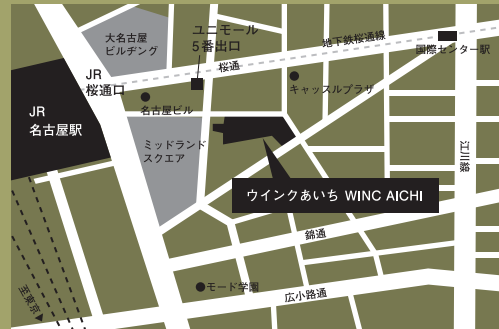 大名古屋
ビルヂング
ユニモール
5番出口
地下鉄桜通線
国際センター駅
桜通
JR
桜通口
キャッスルプラザ
名古屋ビル
JR
名古屋駅
ミッドランド
スクエア
江川線
ウインクあいち WINC AICHI
錦通
モード学園
広小路通
至東京